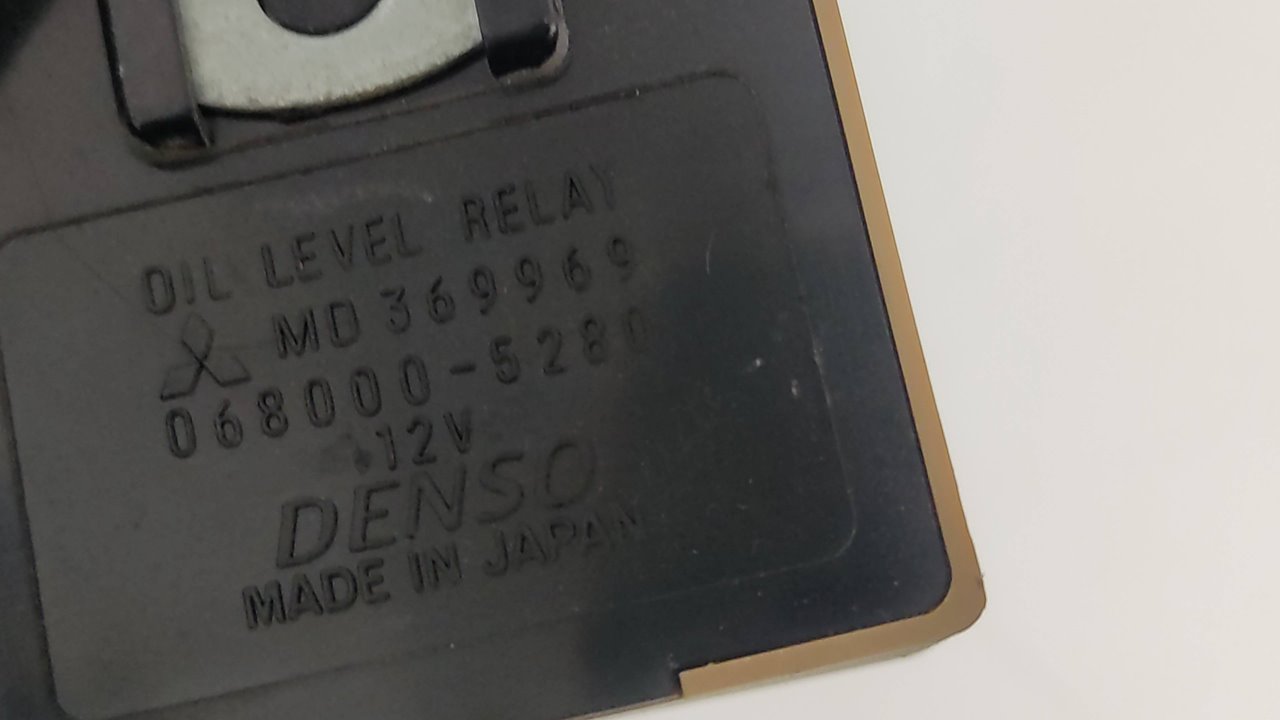 OIL LEVEL RELAY
MD369969
068000-5280
12V
DENSO
MADE IN JAPAN